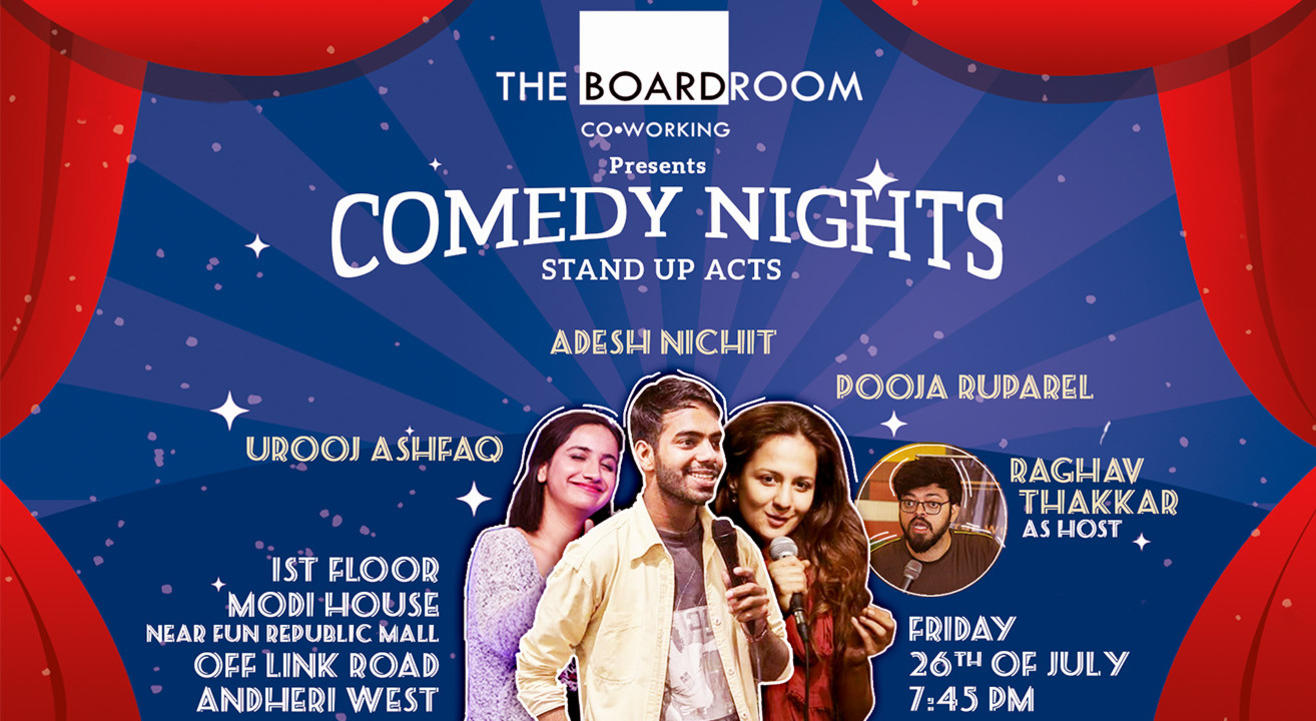 THE BOARDROOM
CO•WORKING
Presents
COMEDY NIGHTS
STAND UP ACTS
ADESH NICHIT
POOJA RUPAREL
UROOJ ASHFAQ
RAGHAV
THAKKAR
AS HOST
1ST FLOOR
MODI HOUSE
NEAR FUN REPUBLIC MALL
OFF LINK ROAD
ANDHERI WEST
FRIDAY
26TH OF JULY
7:45 PM